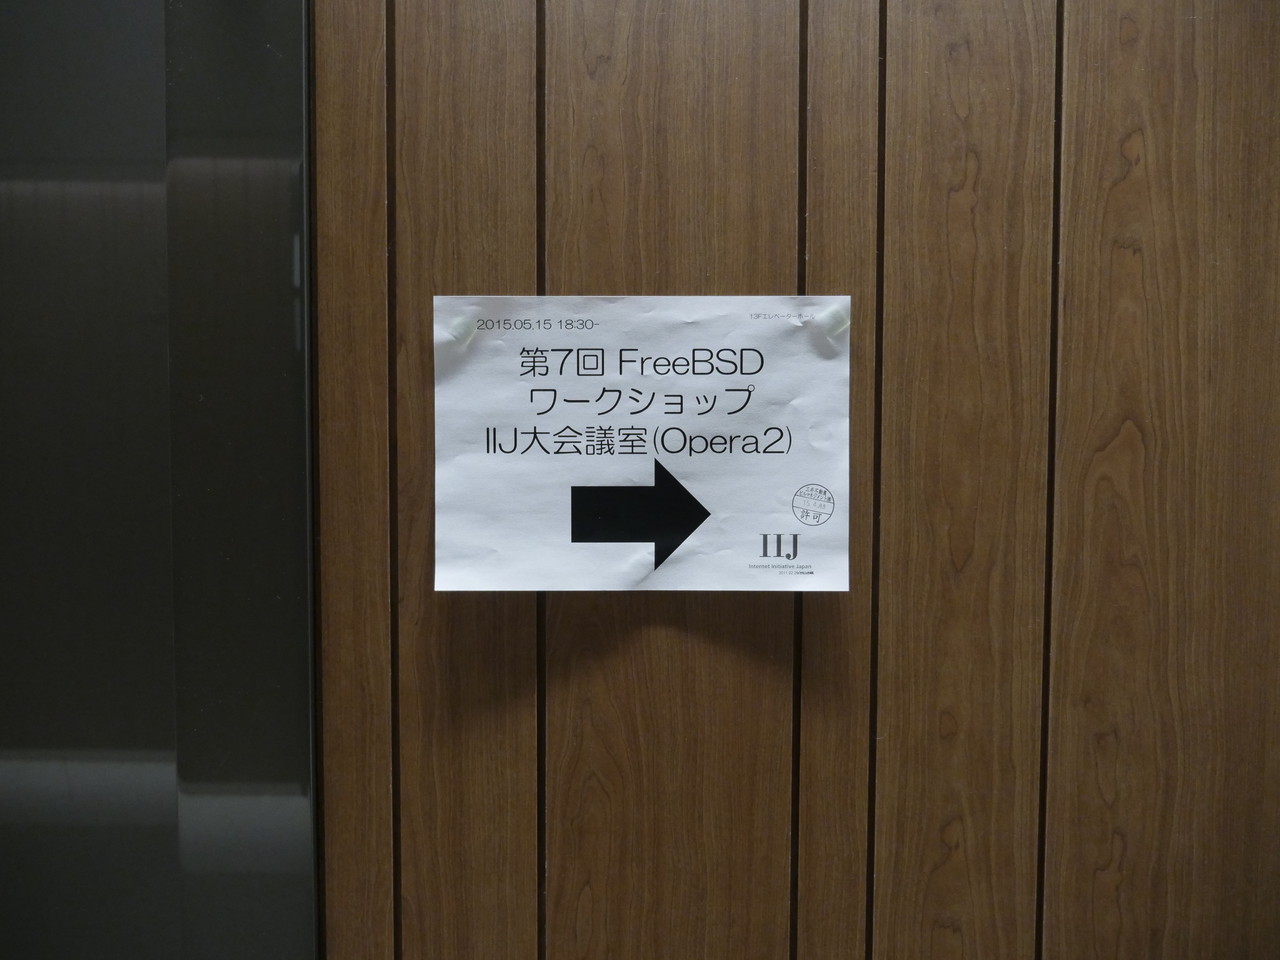 2015.05.15 18:30-
13Fエレベーターホール
第7回 FreeBSD
ワークショップ
IIJ大会議室(Opera2)
許可
IIJ
Internet Initiative Japan